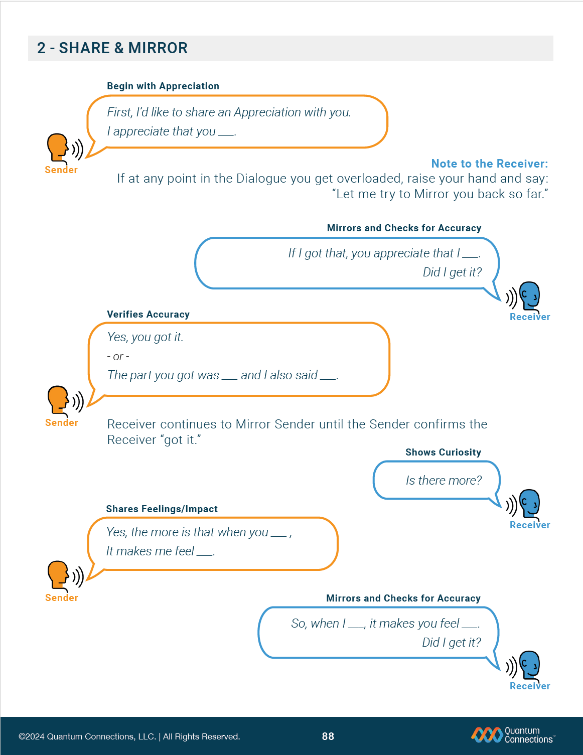 2 - SHARE & MIRROR
Begin with Appreciation
First, I'd like to share an Appreciation with you.
I appreciate that you ___.
Sender
Note to the Receiver:
If at any point in the Dialogue you get overloaded, raise your hand and say:
“Let me try to Mirror you back so far.”
Mirrors and Checks for Accuracy
If I got that, you appreciate that I ___.
Did I get it?
Receiver
Verifies Accuracy
Yes, you got it.
- or -
The part you got was ___ and I also said ___.
Sender
Receiver continues to Mirror Sender until the Sender confirms the
Receiver “got it.”
Shows Curiosity
Is there more?
Receiver
Shares Feelings/Impact
Yes, the more is that when you ___ ,
It makes me feel ___.
Sender
Mirrors and Checks for Accuracy
So, when I ___, it makes you feel ___.
Did I get it?
Receiver
©2024 Quantum Connections, LLC. | All Rights Reserved.
88
Quantum
Connections™